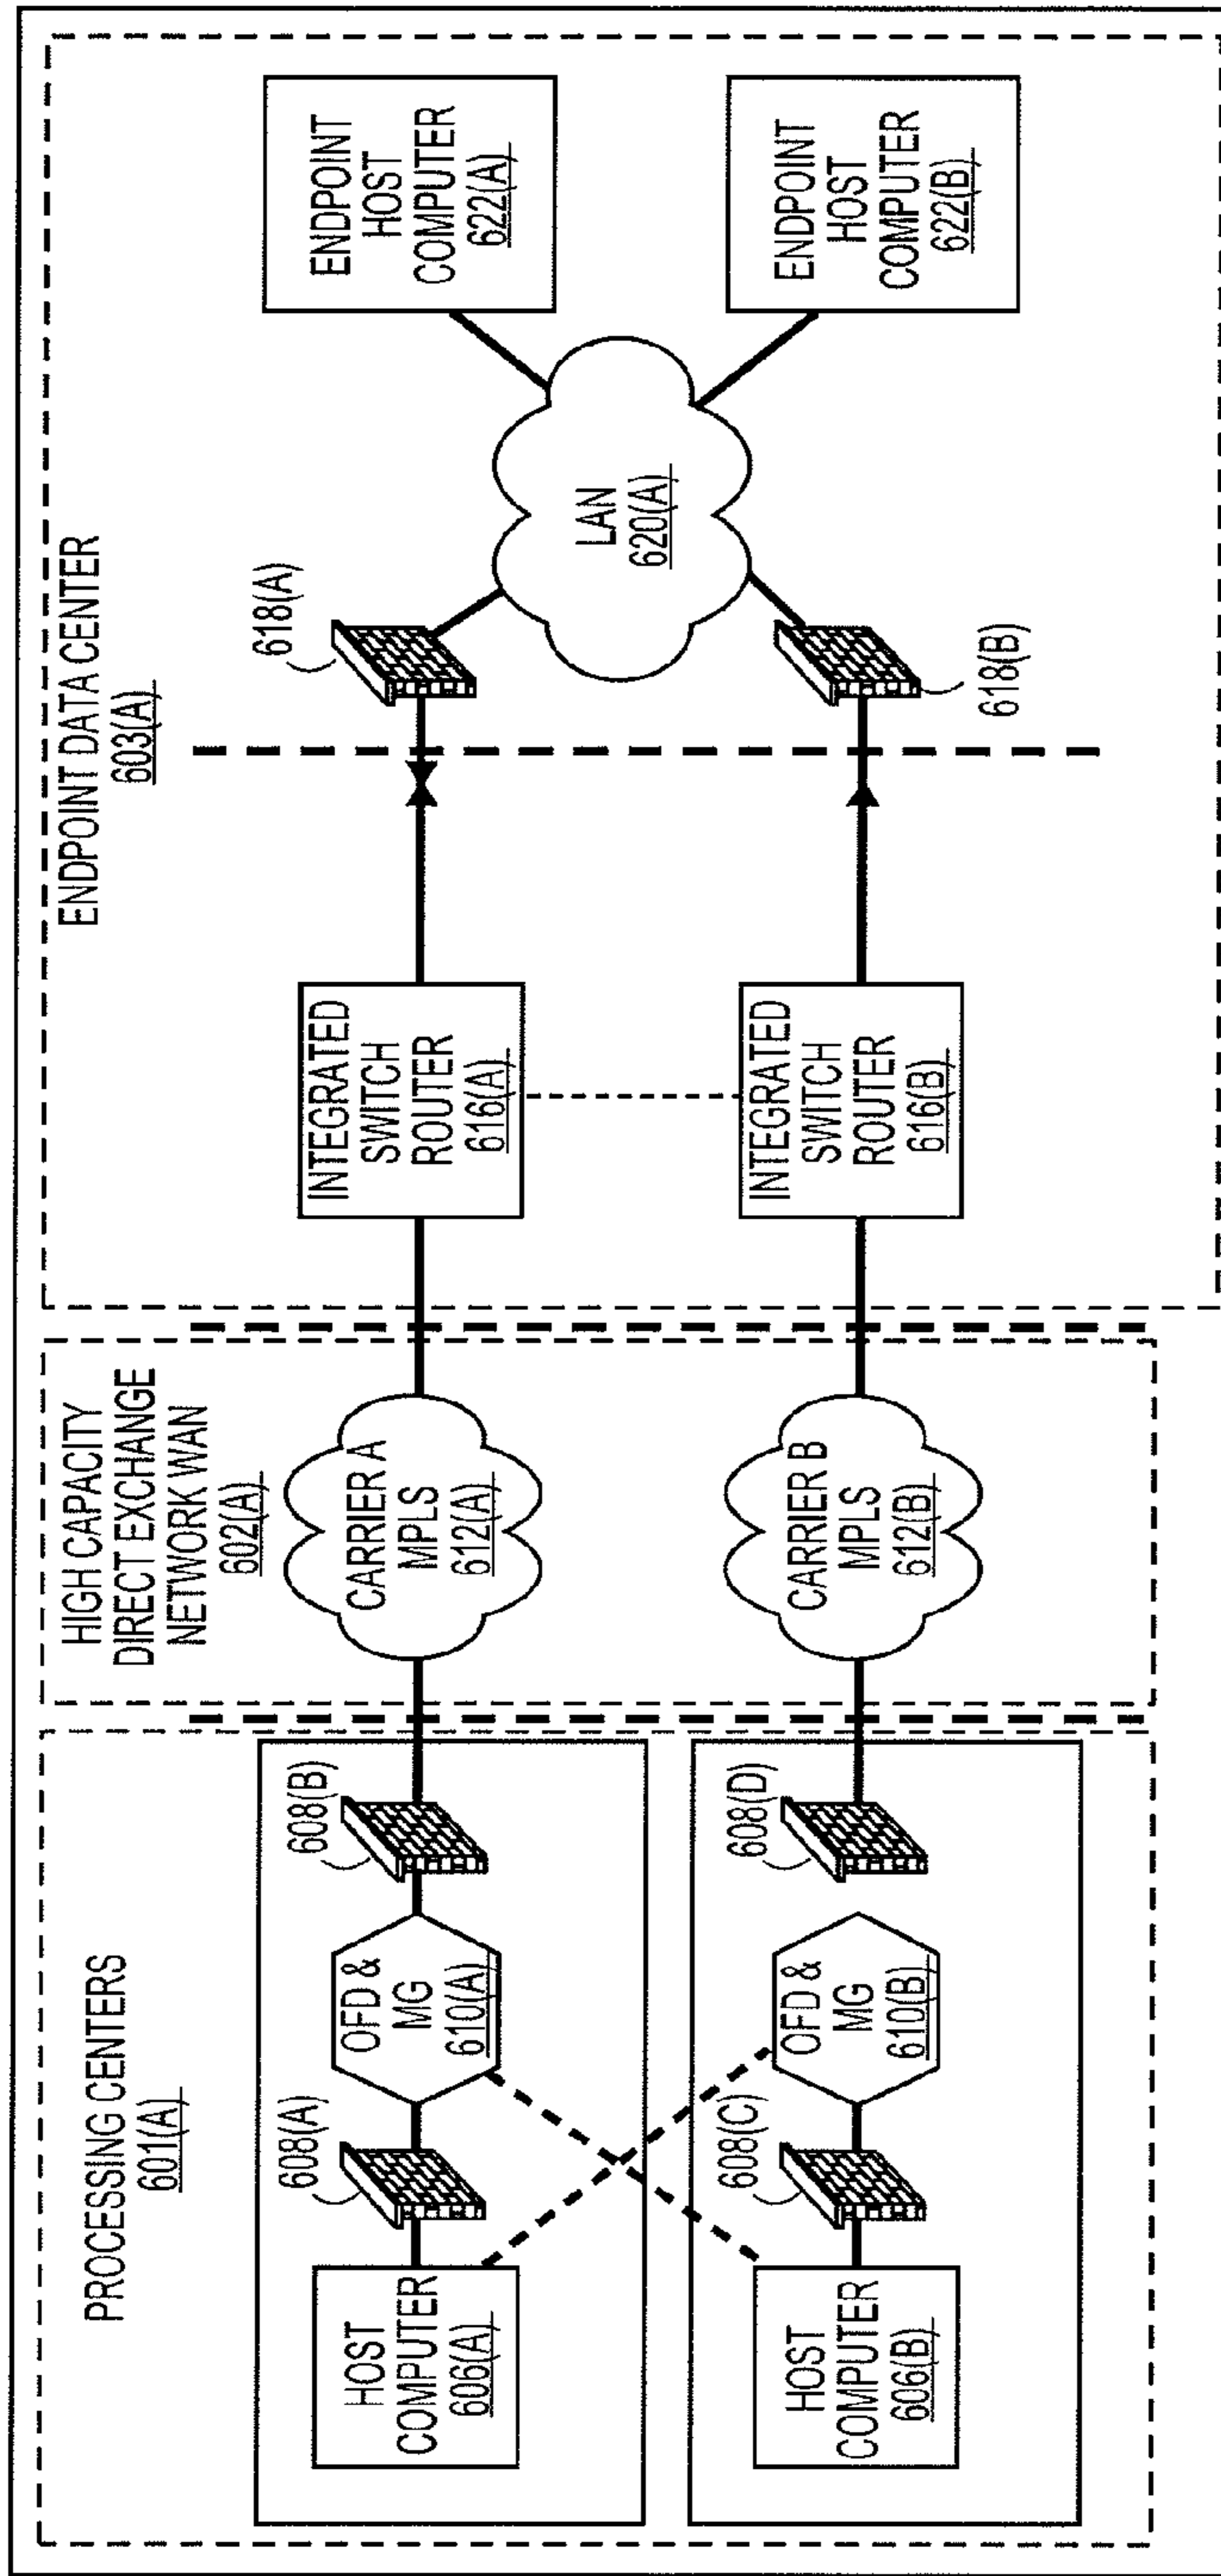 PROCESSING CENTERS
601(A)
HOST
COMPUTER
606(A)
608(A)
OFD &
MG
610(A)
608(B)
HOST
COMPUTER
606(B)
608(C)
OFD &
MG
610(B)
608(D)
HIGH CAPACITY
DIRECT EXCHANGE
NETWORK WAN
602(A)
CARRIER A
MPLS
612(A)
CARRIER B
MPLS
612(B)
ENDPOINT DATA CENTER
603(A)
INTEGRATED
SWITCH
ROUTER
616(A)
INTEGRATED
SWITCH
ROUTER
616(B)
618(A)
618(B)
LAN
620(A)
ENDPOINT
HOST
COMPUTER
622(A)
ENDPOINT
HOST
COMPUTER
622(B)